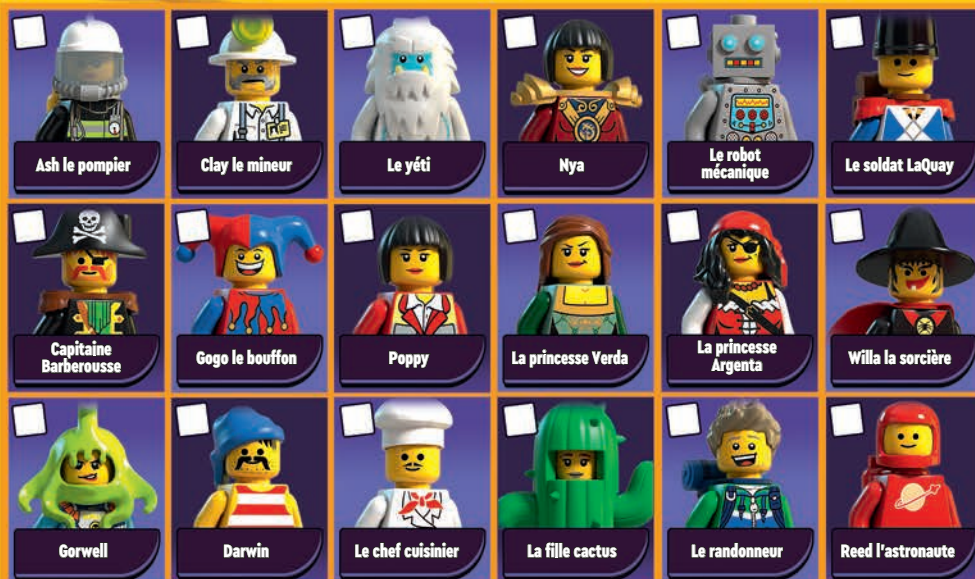 Ash le pompier
Clay le mineur
Le yéti
Nya
Le robot
mécanique
Le soldat LaQuay
Capitaine
Barberousse
Gogo le bouffon
Poppy
La princesse Verda
La princesse
Argenta
Willa la sorcière
Gorwell
Darwin
Le chef cuisinier
La fille cactus
Le randonneur
Reed l'astronaute